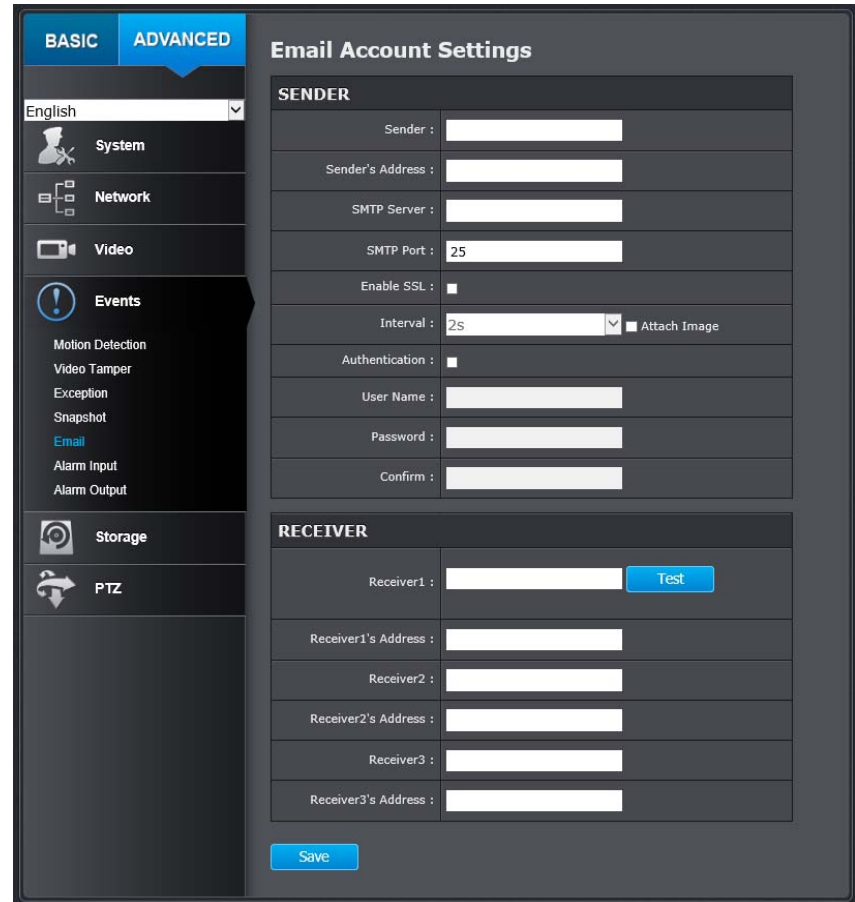 BASIC
ADVANCED
English
System
Network
Video
Events
Motion Detection
Video Tamper
Exception
Snapshot
Email
Alarm Input
Alarm Output
Storage
PTZ
Email Account Settings
SENDER
Sender :
Sender's Address :
SMTP Server :
SMTP Port : 25
Enable SSL :
Interval : 2s Attach Image
Authentication :
User Name :
Password :
Confirm :
RECEIVER
Receiver1 : Test
Receiver1's Address :
Receiver2 :
Receiver2's Address :
Receiver3 :
Receiver3's Address :
Save